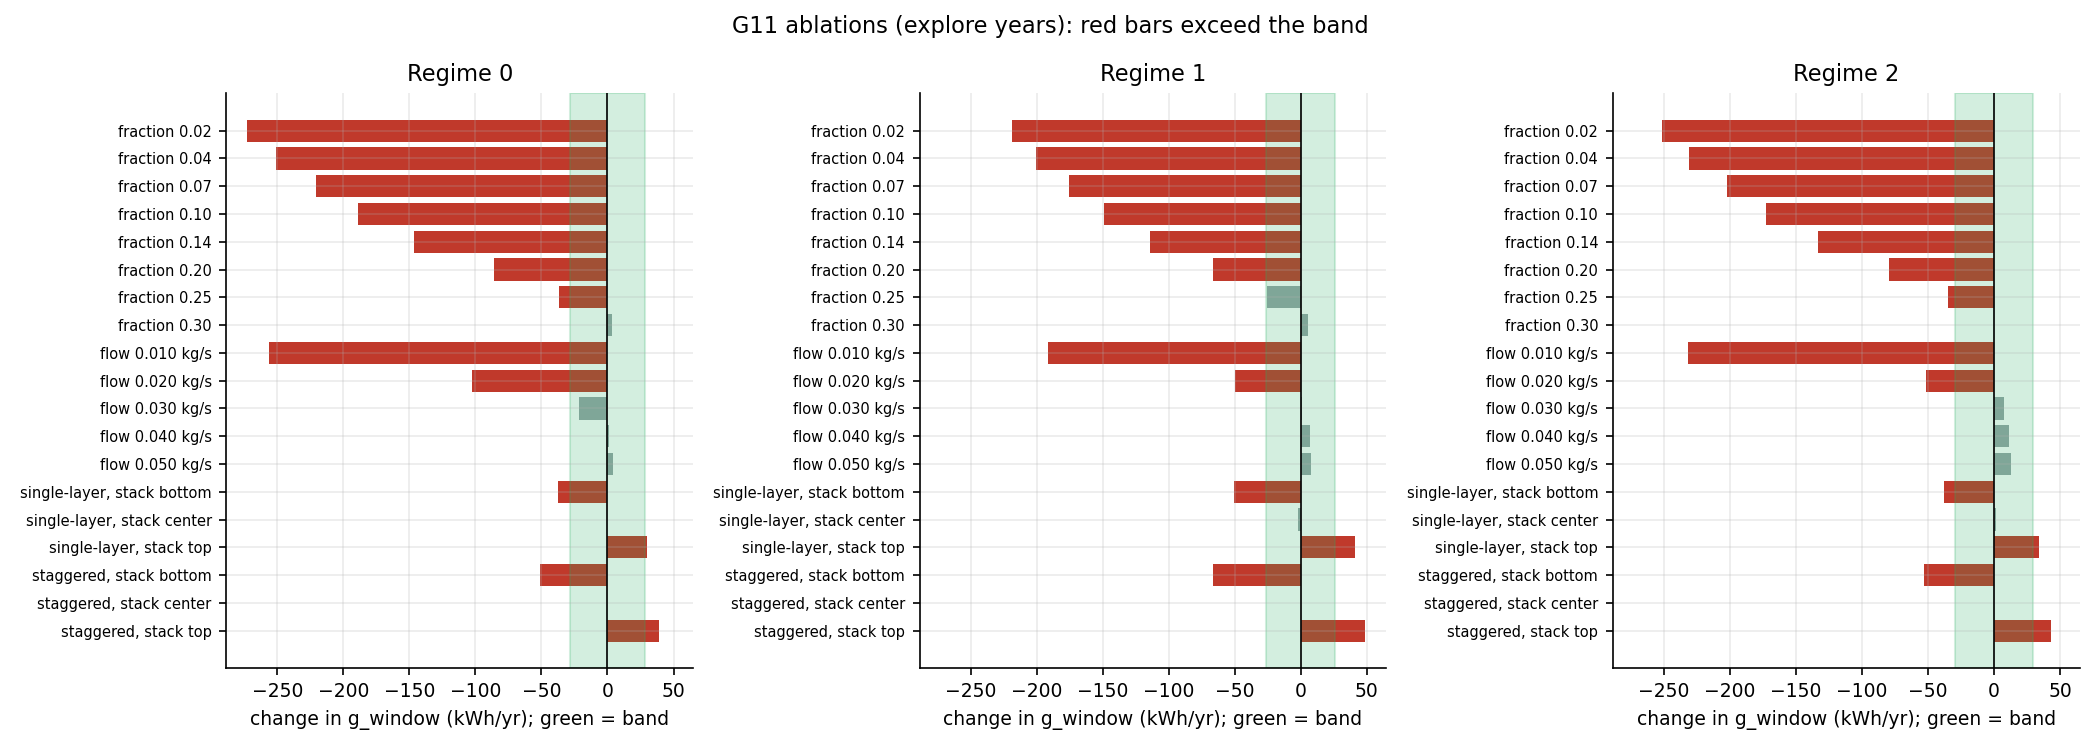 G11 ablations (explore years): red bars exceed the band
Regime 0
fraction 0.02
fraction 0.04
fraction 0.07
fraction 0.10
fraction 0.14
fraction 0.20
fraction 0.25
fraction 0.30
flow 0.010 kg/s
flow 0.020 kg/s
flow 0.030 kg/s
flow 0.040 kg/s
flow 0.050 kg/s
single-layer, stack bottom
single-layer, stack center
single-layer, stack top
staggered, stack bottom
staggered, stack center
staggered, stack top
−250 −200 −150 −100 −50 0 50
change in g_window (kWh/yr); green = band
Regime 1
fraction 0.02
fraction 0.04
fraction 0.07
fraction 0.10
fraction 0.14
fraction 0.20
fraction 0.25
fraction 0.30
flow 0.010 kg/s
flow 0.020 kg/s
flow 0.030 kg/s
flow 0.040 kg/s
flow 0.050 kg/s
single-layer, stack bottom
single-layer, stack center
single-layer, stack top
staggered, stack bottom
staggered, stack center
staggered, stack top
−250 −200 −150 −100 −50 0 50
change in g_window (kWh/yr); green = band
Regime 2
fraction 0.02
fraction 0.04
fraction 0.07
fraction 0.10
fraction 0.14
fraction 0.20
fraction 0.25
fraction 0.30
flow 0.010 kg/s
flow 0.020 kg/s
flow 0.030 kg/s
flow 0.040 kg/s
flow 0.050 kg/s
single-layer, stack bottom
single-layer, stack center
single-layer, stack top
staggered, stack bottom
staggered, stack center
staggered, stack top
−250 −200 −150 −100 −50 0 50
change in g_window (kWh/yr); green = band